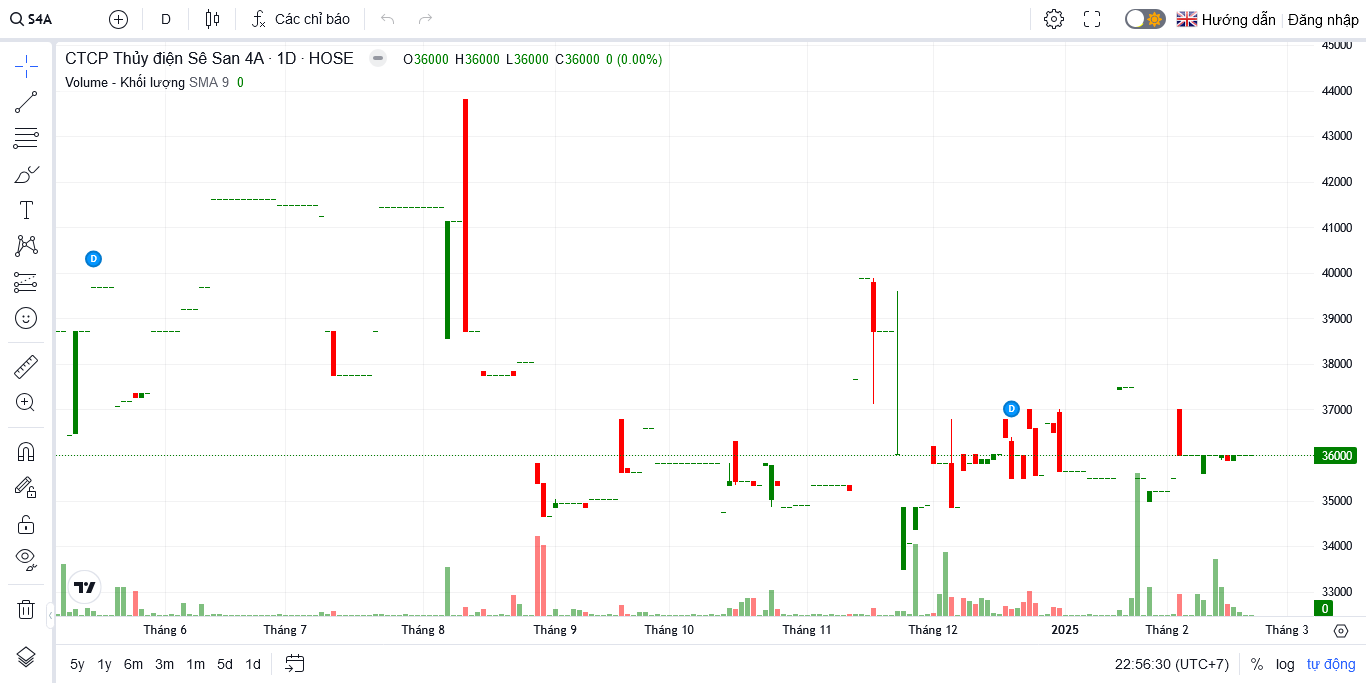 S4A D Các chỉ báo Hướng dẫn Đăng nhập
CTCP Thủy điện Sê San 4A · 1D · HOSE O36000 H36000 L36000 C36000 0 (0.00%)
Volume - Khối lượng SMA 9 0
45000
44000
43000
42000
41000
40000
39000
38000
37000
36000
35000
34000
33000
0
D
D
Tháng 6 Tháng 7 Tháng 8 Tháng 9 Tháng 10 Tháng 11 Tháng 12 2025 Tháng 2 Tháng 3
5y 1y 6m 3m 1m 5d 1d 22:56:30 (UTC+7) % log tự động